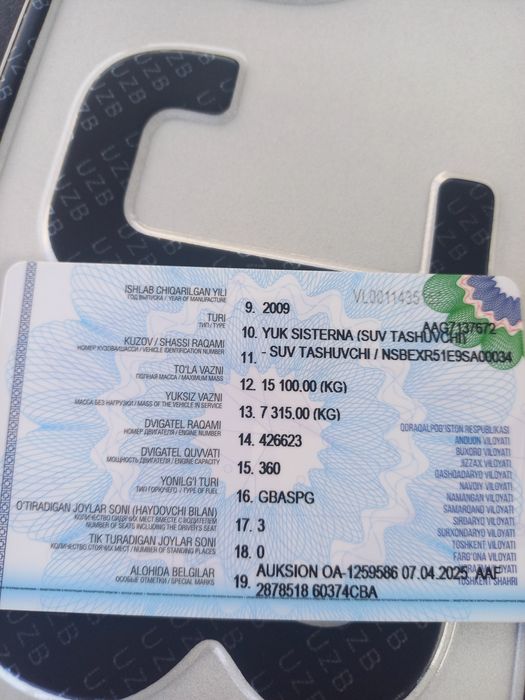 ISHLAB CHIQARILGAN YILI
ГОД ВЫПУСКА / YEAR OF MANUFACTURE
9. 2009
VL0011435
AAG7137672
TURI
ТИП / TYPE
10. YUK SISTERNA (SUV TASHUVCHI)
KUZOV / SHASSI RAQAMI
НОМЕР КУЗОВА/ШАССИ / VEHICLE IDENTIFICATION NUMBER
11. - SUV TASHUVCHI / NSBEXR51E9SA00034
TO'LA VAZNI
ПОЛНАЯ МАССА / MAXIMUM MASS
12. 15 100.00 (KG)
YUKSIZ VAZNI
МАССА БЕЗ НАГРУЗКИ / MASS OF THE VEHICLE IN SERVICE
13. 7 315.00 (KG)
DVIGATEL RAQAMI
НОМЕР ДВИГАТЕЛЯ / ENGINE NUMBER
14. 426623
DVIGATEL QUVVATI
МОЩНОСТЬ ДВИГАТЕЛЯ / ENGINE CAPACITY
15. 360
YONILG'I TURI
ТИП ГОРЮЧЕГО / TYPE OF FUEL
16. GBASPG
O'TIRADIGAN JOYLAR SONI (HAYDOVCHI BILAN)
КОЛИЧЕСТВО СИДЯЧИХ МЕСТ ВМЕСТЕ С ВОДИТЕЛЕМ
NUMBER OF SEATS INCLUDING THE DRIVER'S SEAT
17. 3
TIK TURADIGAN JOYLAR SONI
КОЛИЧЕСТВО СТОЯЧИХ МЕСТ / NUMBER OF STANDING PLACES
18. 0
ALOHIDA BELGILAR
ОСОБЫЕ ОТМЕТКИ / SPECIAL MARKS
19. AUKSION OA-1259586 07.04.2025 AAF
2878518 60374CBA
QORAQALPOG'ISTON RESPUBLIKASI
ANDIJON VILOYATI
BUXORO VILOYATI
JIZZAX VILOYATI
QASHQADARYO VILOYATI
NAVOIY VILOYATI
NAMANGAN VILOYATI
SAMARQAND VILOYATI
SIRDARYO VILOYATI
SURXONDARYO VILOYATI
TOSHKENT VILOYATI
FARG'ONA VILOYATI
XORAZM VILOYATI
TOSHKENT SHAHRI